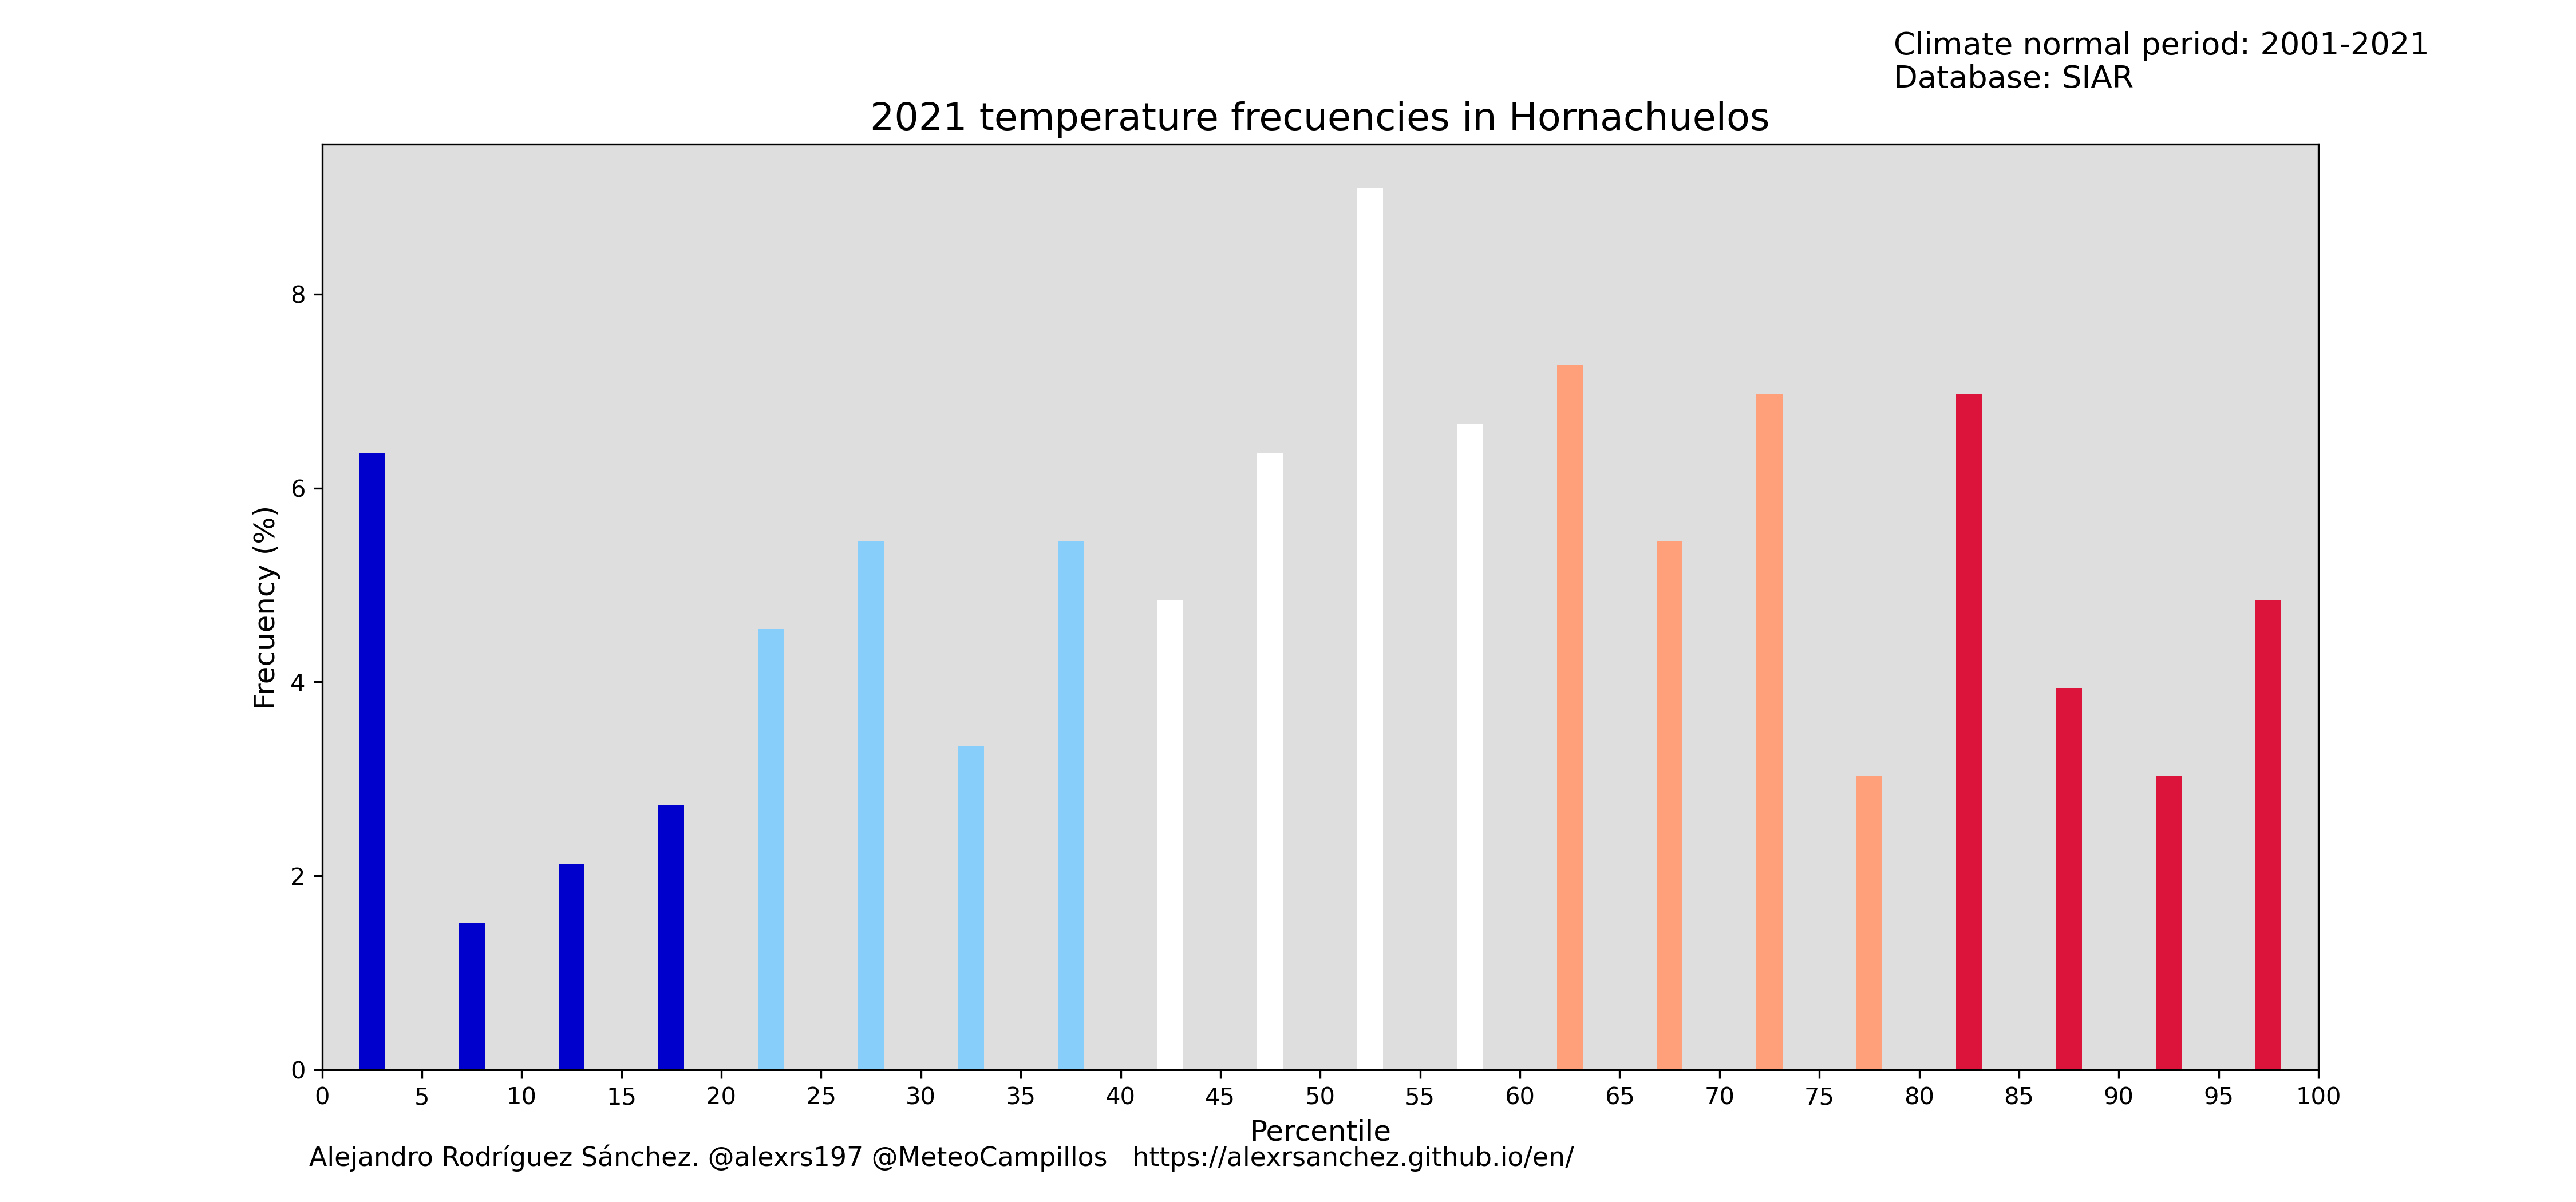 Climate normal period: 2001-2021
Database: SIAR
2021 temperature frecuencies in Hornachuelos
Frecuency (%)
8
6
4
2
0
0 5 10 15 20 25 30 35 40 45 50 55 60 65 70 75 80 85 90 95 100
Percentile
Alejandro Rodríguez Sánchez. @alexrs197 @MeteoCampillos https://alexrsanchez.github.io/en/